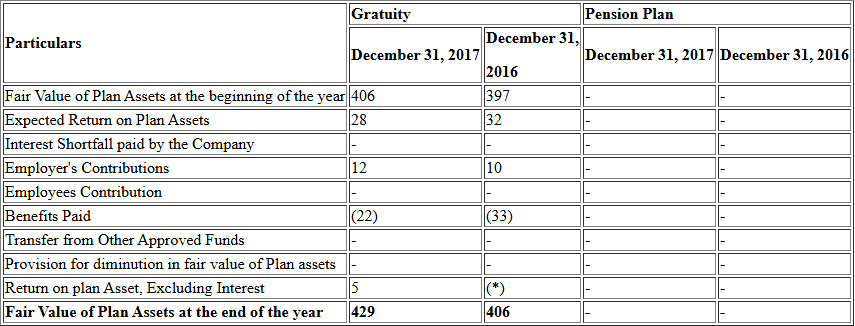 Particulars Gratuity Pension Plan
December 31, 2017 December 31, 2016 December 31, 2017 December 31, 2016
Fair Value of Plan Assets at the beginning of the year 406 397 - -
Expected Return on Plan Assets 28 32 - -
Interest Shortfall paid by the Company - - - -
Employer's Contributions 12 10 - -
Employees Contribution - - - -
Benefits Paid (22) (33) - -
Transfer from Other Approved Funds - - - -
Provision for diminution in fair value of Plan assets - - - -
Return on plan Asset, Excluding Interest 5 (*) - -
Fair Value of Plan Assets at the end of the year 429 406 - -